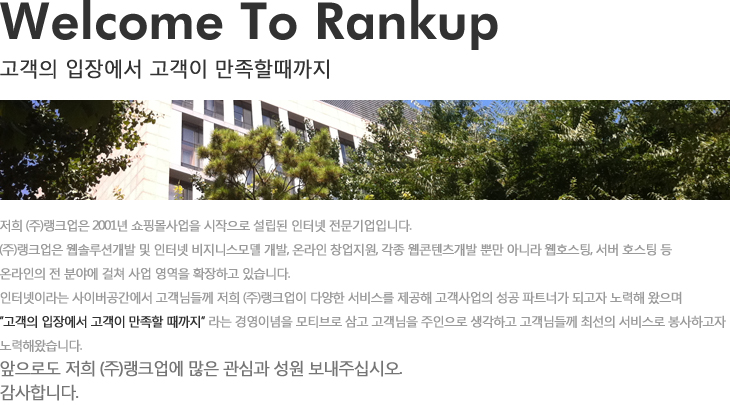 Welcome To Rankup
고객의 입장에서 고객이 만족할때까지
저희 (주)랭크업은 2001년 쇼핑몰사업을 시작으로 설립된 인터넷 전문기업입니다.
(주)랭크업은 웹솔루션개발 및 인터넷 비지니스모델 개발, 온라인 창업지원, 각종 웹콘텐츠개발 뿐만 아니라 웹호스팅, 서버 호스팅 등
온라인의 전 분야에 걸쳐 사업 영역을 확장하고 있습니다.
인터넷이라는 사이버공간에서 고객님들께 저희 (주)랭크업이 다양한 서비스를 제공해 고객사업의 성공 파트너가 되고자 노력해 왔으며
"고객의 입장에서 고객이 만족할 때까지" 라는 경영이념을 모티브로 삼고 고객님을 주인으로 생각하고 고객님들께 최선의 서비스로 봉사하고자
노력해왔습니다.
앞으로도 저희 (주)랭크업에 많은 관심과 성원 보내주십시오.
감사합니다.